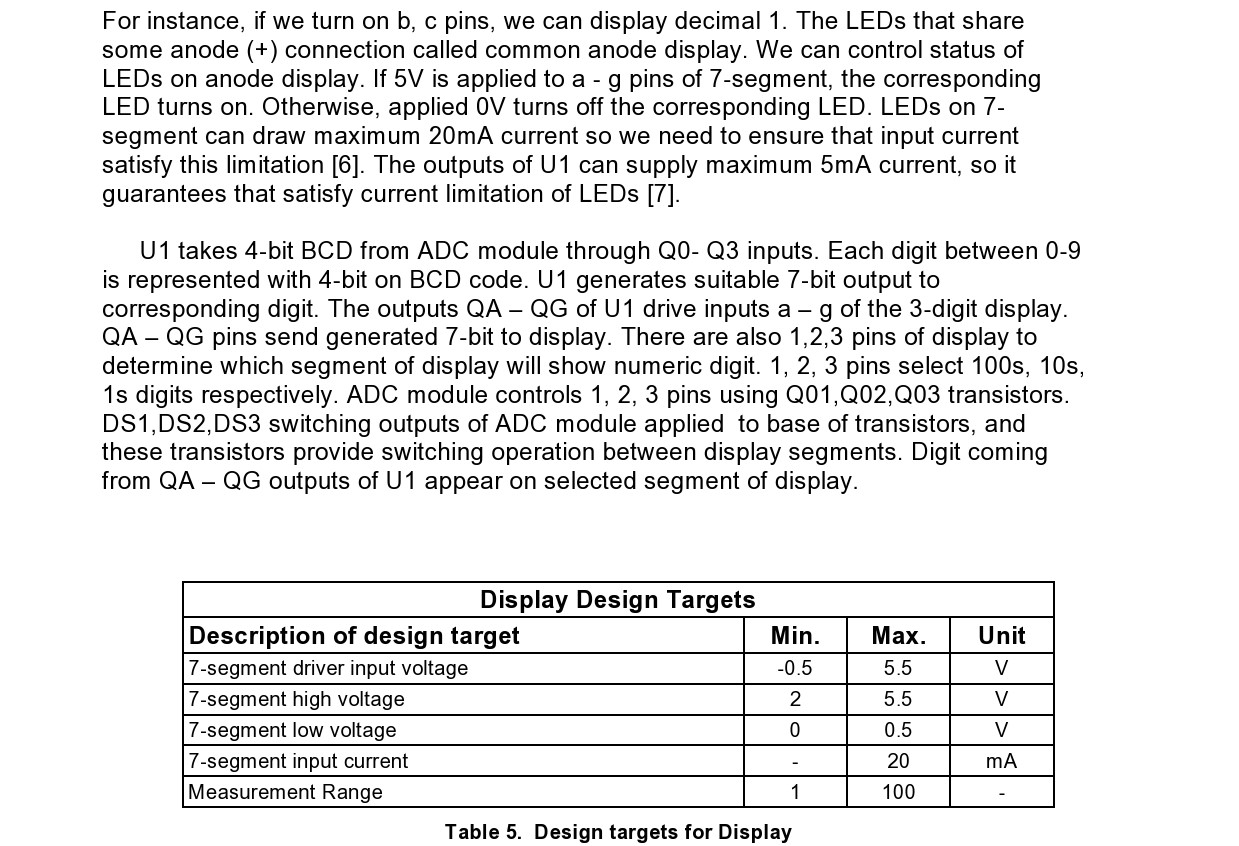 For instance, if we turn on b, c pins, we can display decimal 1. The LEDs that share
some anode (+) connection called common anode display. We can control status of
LEDs on anode display. If 5V is applied to a - g pins of 7-segment, the corresponding
LED turns on. Otherwise, applied 0V turns off the corresponding LED. LEDs on 7-
segment can draw maximum 20mA current so we need to ensure that input current
satisfy this limitation [6]. The outputs of U1 can supply maximum 5mA current, so it
guarantees that satisfy current limitation of LEDs [7].
U1 takes 4-bit BCD from ADC module through Q0- Q3 inputs. Each digit between 0-9
is represented with 4-bit on BCD code. U1 generates suitable 7-bit output to
corresponding digit. The outputs QA – QG of U1 drive inputs a – g of the 3-digit display.
QA – QG pins send generated 7-bit to display. There are also 1,2,3 pins of display to
determine which segment of display will show numeric digit. 1, 2, 3 pins select 100s, 10s,
1s digits respectively. ADC module controls 1, 2, 3 pins using Q01,Q02,Q03 transistors.
DS1,DS2,DS3 switching outputs of ADC module applied  to base of transistors, and
these transistors provide switching operation between display segments. Digit coming
from QA – QG outputs of U1 appear on selected segment of display.
Display Design Targets
Description of design target Min. Max. Unit
7-segment driver input voltage -0.5 5.5 V
7-segment high voltage 2 5.5 V
7-segment low voltage 0 0.5 V
7-segment input current - 20 mA
Measurement Range 1 100 -
Table 5.  Design targets for Display